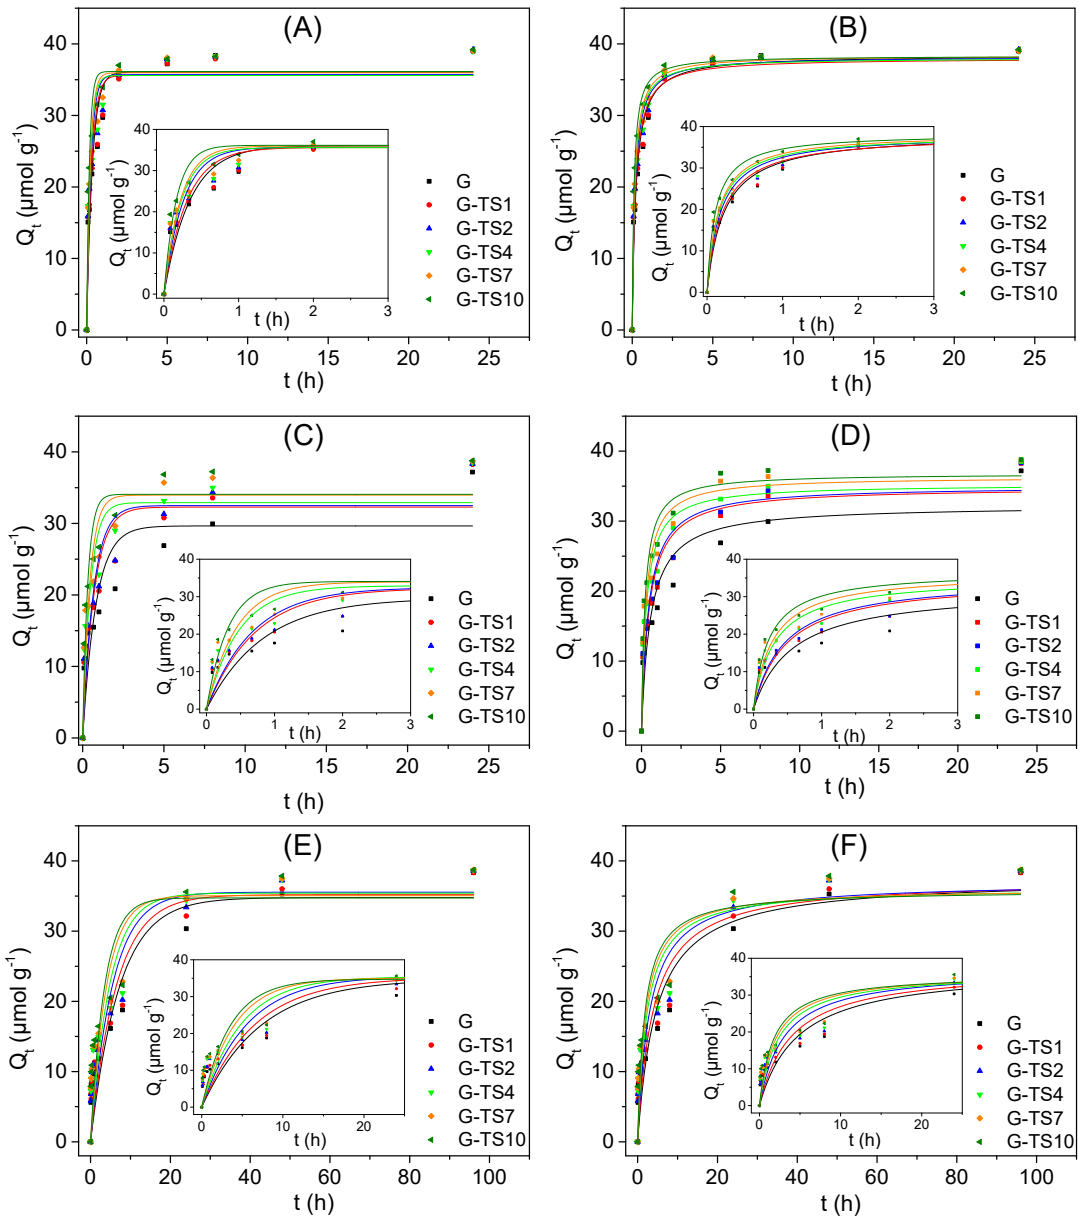 (A)
Qt (µmol g-1)
40
30
20
10
0
0 5 10 15 20 25
t (h)
Qt (µmol g-1)
40
30
20
10
0
0 1 2 3
t (h)
G
G-TS1
G-TS2
G-TS4
G-TS7
G-TS10
(B)
Qt (µmol g-1)
40
30
20
10
0
0 5 10 15 20 25
t (h)
Qt (µmol g-1)
40
30
20
10
0
0 1 2 3
t (h)
G
G-TS1
G-TS2
G-TS4
G-TS7
G-TS10
(C)
Qt (µmol g-1)
40
30
20
10
0
0 5 10 15 20 25
t (h)
Qt (µmol g-1)
40
30
20
10
0
0 1 2 3
t (h)
G
G-TS1
G-TS2
G-TS4
G-TS7
G-TS10
(D)
Qt (µmol g-1)
40
30
20
10
0
0 5 10 15 20 25
t (h)
Qt (µmol g-1)
40
30
20
10
0
0 1 2 3
t (h)
G
G-TS1
G-TS2
G-TS4
G-TS7
G-TS10
(E)
Qt (µmol g-1)
40
30
20
10
0
0 20 40 60 80 100
t (h)
Qt (µmol g-1)
40
30
20
10
0
0 10 20
t (h)
G
G-TS1
G-TS2
G-TS4
G-TS7
G-TS10
(F)
Qt (µmol g-1)
40
30
20
10
0
0 20 40 60 80 100
t (h)
Qt (µmol g-1)
40
30
20
10
0
0 10 20
t (h)
G
G-TS1
G-TS2
G-TS4
G-TS7
G-TS10